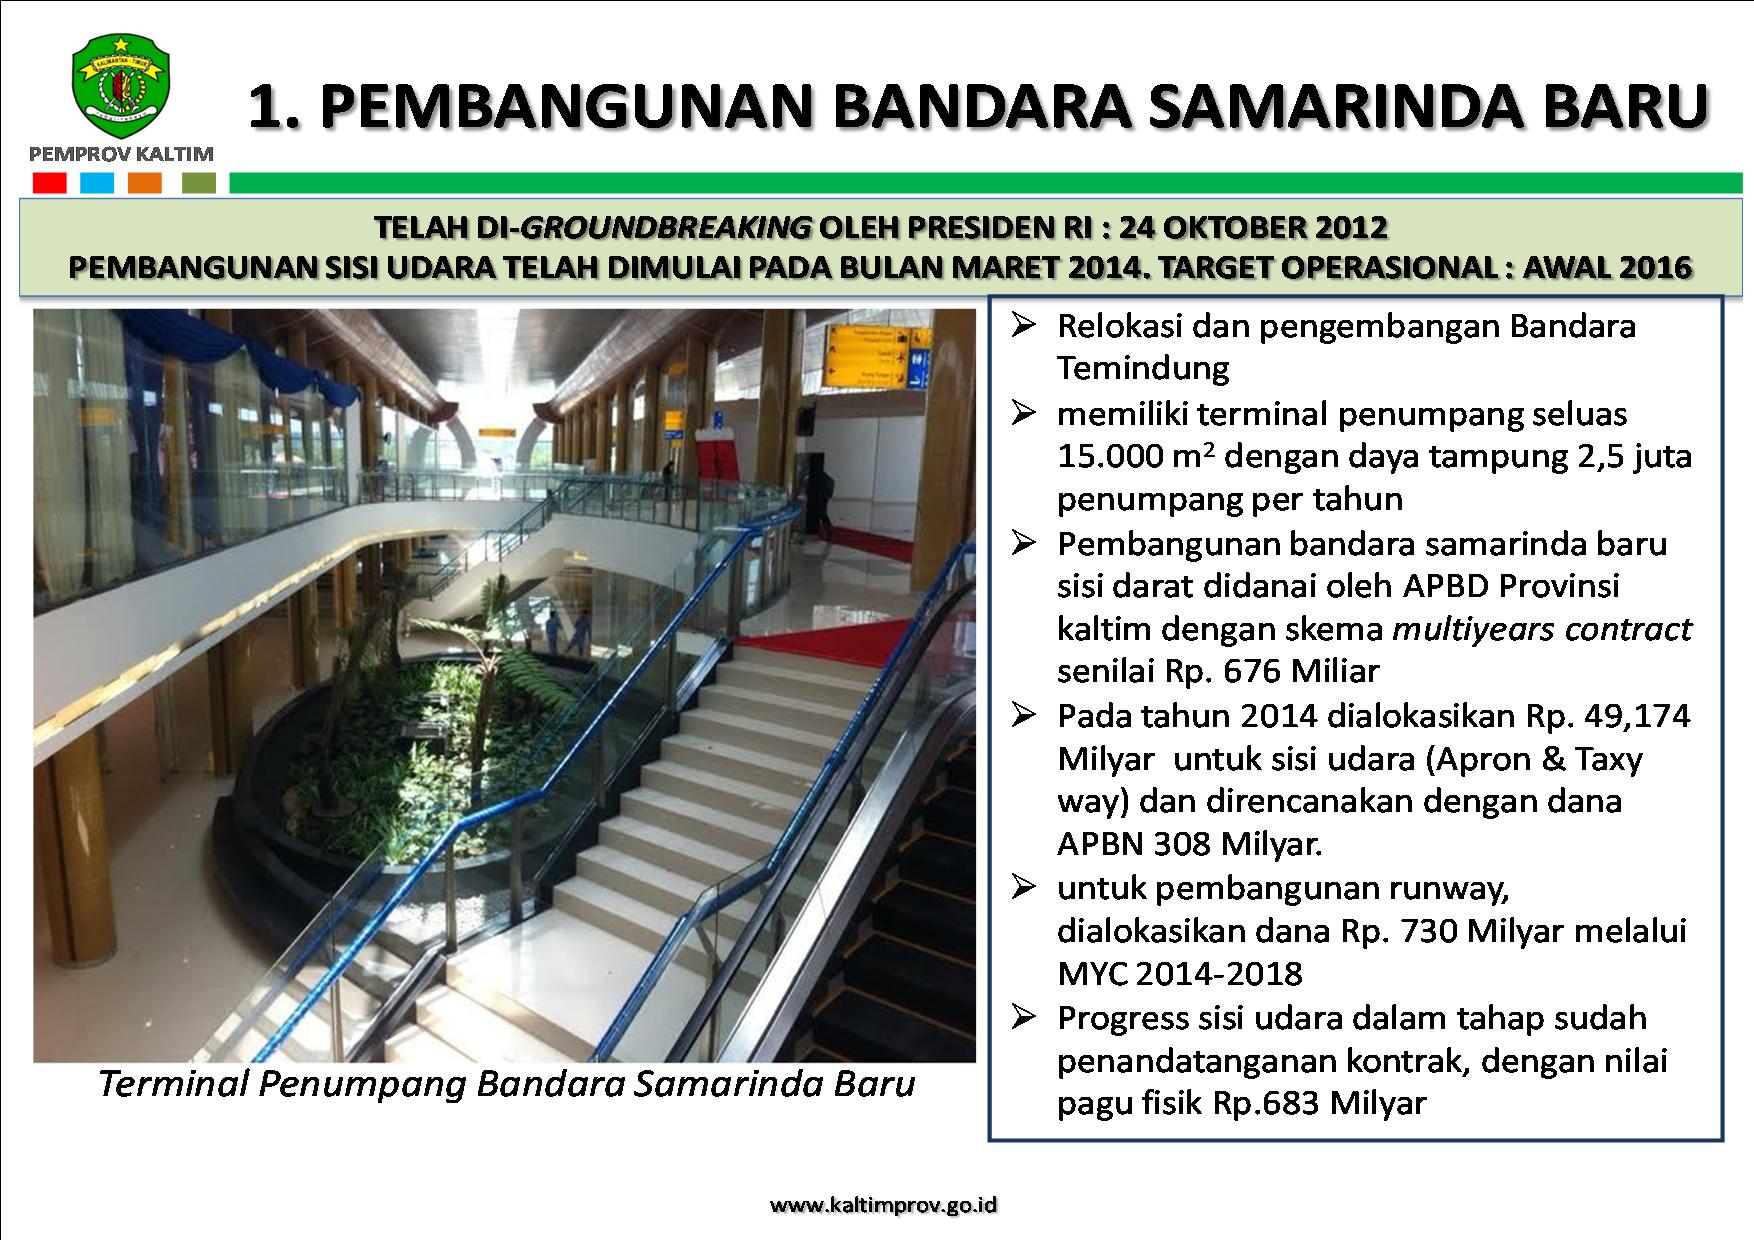 KALIMANTAN-TIMUR
PEMPROV KALTIM
1. PEMBANGUNAN BANDARA SAMARINDA BARU
TELAH DI-GROUNDBREAKING OLEH PRESIDEN RI : 24 OKTOBER 2012
PEMBANGUNAN SISI UDARA TELAH DIMULAI PADA BULAN MARET 2014. TARGET OPERASIONAL : AWAL 2016
Terminal Penumpang Bandara Samarinda Baru
➢ Relokasi dan pengembangan Bandara
Temindung
➢ memiliki terminal penumpang seluas
15.000 m² dengan daya tampung 2,5 juta
penumpang per tahun
➢ Pembangunan bandara samarinda baru
sisi darat didanai oleh APBD Provinsi
kaltim dengan skema multiyears contract
senilai Rp. 676 Miliar
➢ Pada tahun 2014 dialokasikan Rp. 49,174
Milyar  untuk sisi udara (Apron & Taxy
way) dan direncanakan dengan dana
APBN 308 Milyar.
➢ untuk pembangunan runway,
dialokasikan dana Rp. 730 Milyar melalui
MYC 2014-2018
➢ Progress sisi udara dalam tahap sudah
penandatanganan kontrak, dengan nilai
pagu fisik Rp.683 Milyar
www.kaltimprov.go.id